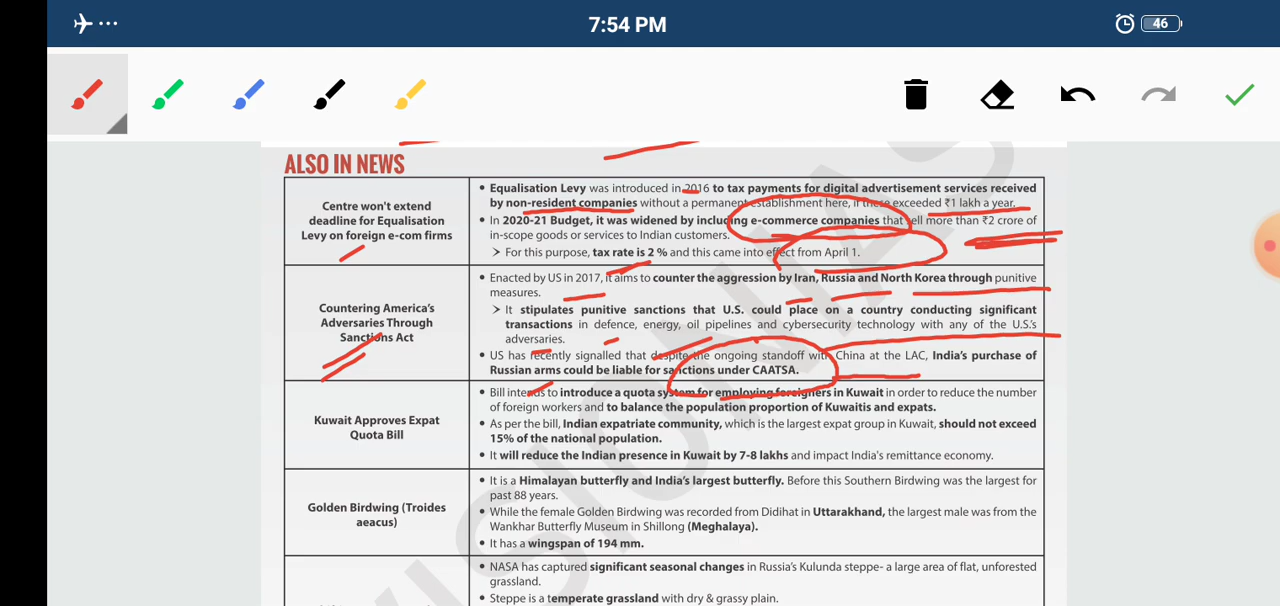 7:54 PM
46
ALSO IN NEWS
Centre won't extend
deadline for Equalisation
Levy on foreign e-com firms
• Equalisation Levy was introduced in 2016 to tax payments for digital advertisement services received
by non-resident companies without a permanent establishment here, if these exceeded ₹1 lakh a year.
• In 2020-21 Budget, it was widened by including e-commerce companies that sell more than ₹2 crore of
in-scope goods or services to Indian customers.
➤ For this purpose, tax rate is 2 % and this came into effect from April 1.
Countering America's
Adversaries Through
Sanctions Act
• Enacted by US in 2017, it aims to counter the aggression by Iran, Russia and North Korea through punitive
measures.
➤ It stipulates punitive sanctions that U.S. could place on a country conducting significant
transactions in defence, energy, oil pipelines and cybersecurity technology with any of the U.S.'s
adversaries.
• US has recently signalled that despite the ongoing standoff with China at the LAC, India's purchase of
Russian arms could be liable for sanctions under CAATSA.
Kuwait Approves Expat
Quota Bill
• Bill intends to introduce a quota system for employing foreigners in Kuwait in order to reduce the number
of foreign workers and to balance the population proportion of Kuwaitis and expats.
• As per the bill, Indian expatriate community, which is the largest expat group in Kuwait, should not exceed
15% of the national population.
• It will reduce the Indian presence in Kuwait by 7-8 lakhs and impact India's remittance economy.
Golden Birdwing (Troides
aeacus)
• It is a Himalayan butterfly and India's largest butterfly. Before this Southern Birdwing was the largest for
past 88 years.
• While the female Golden Birdwing was recorded from Didihat in Uttarakhand, the largest male was from the
Wankhar Butterfly Museum in Shillong (Meghalaya).
• It has a wingspan of 194 mm.
• NASA has captured significant seasonal changes in Russia's Kulunda steppe- a large area of flat, unforested
grassland.
• Steppe is a temperate grassland with dry & grassy plain.